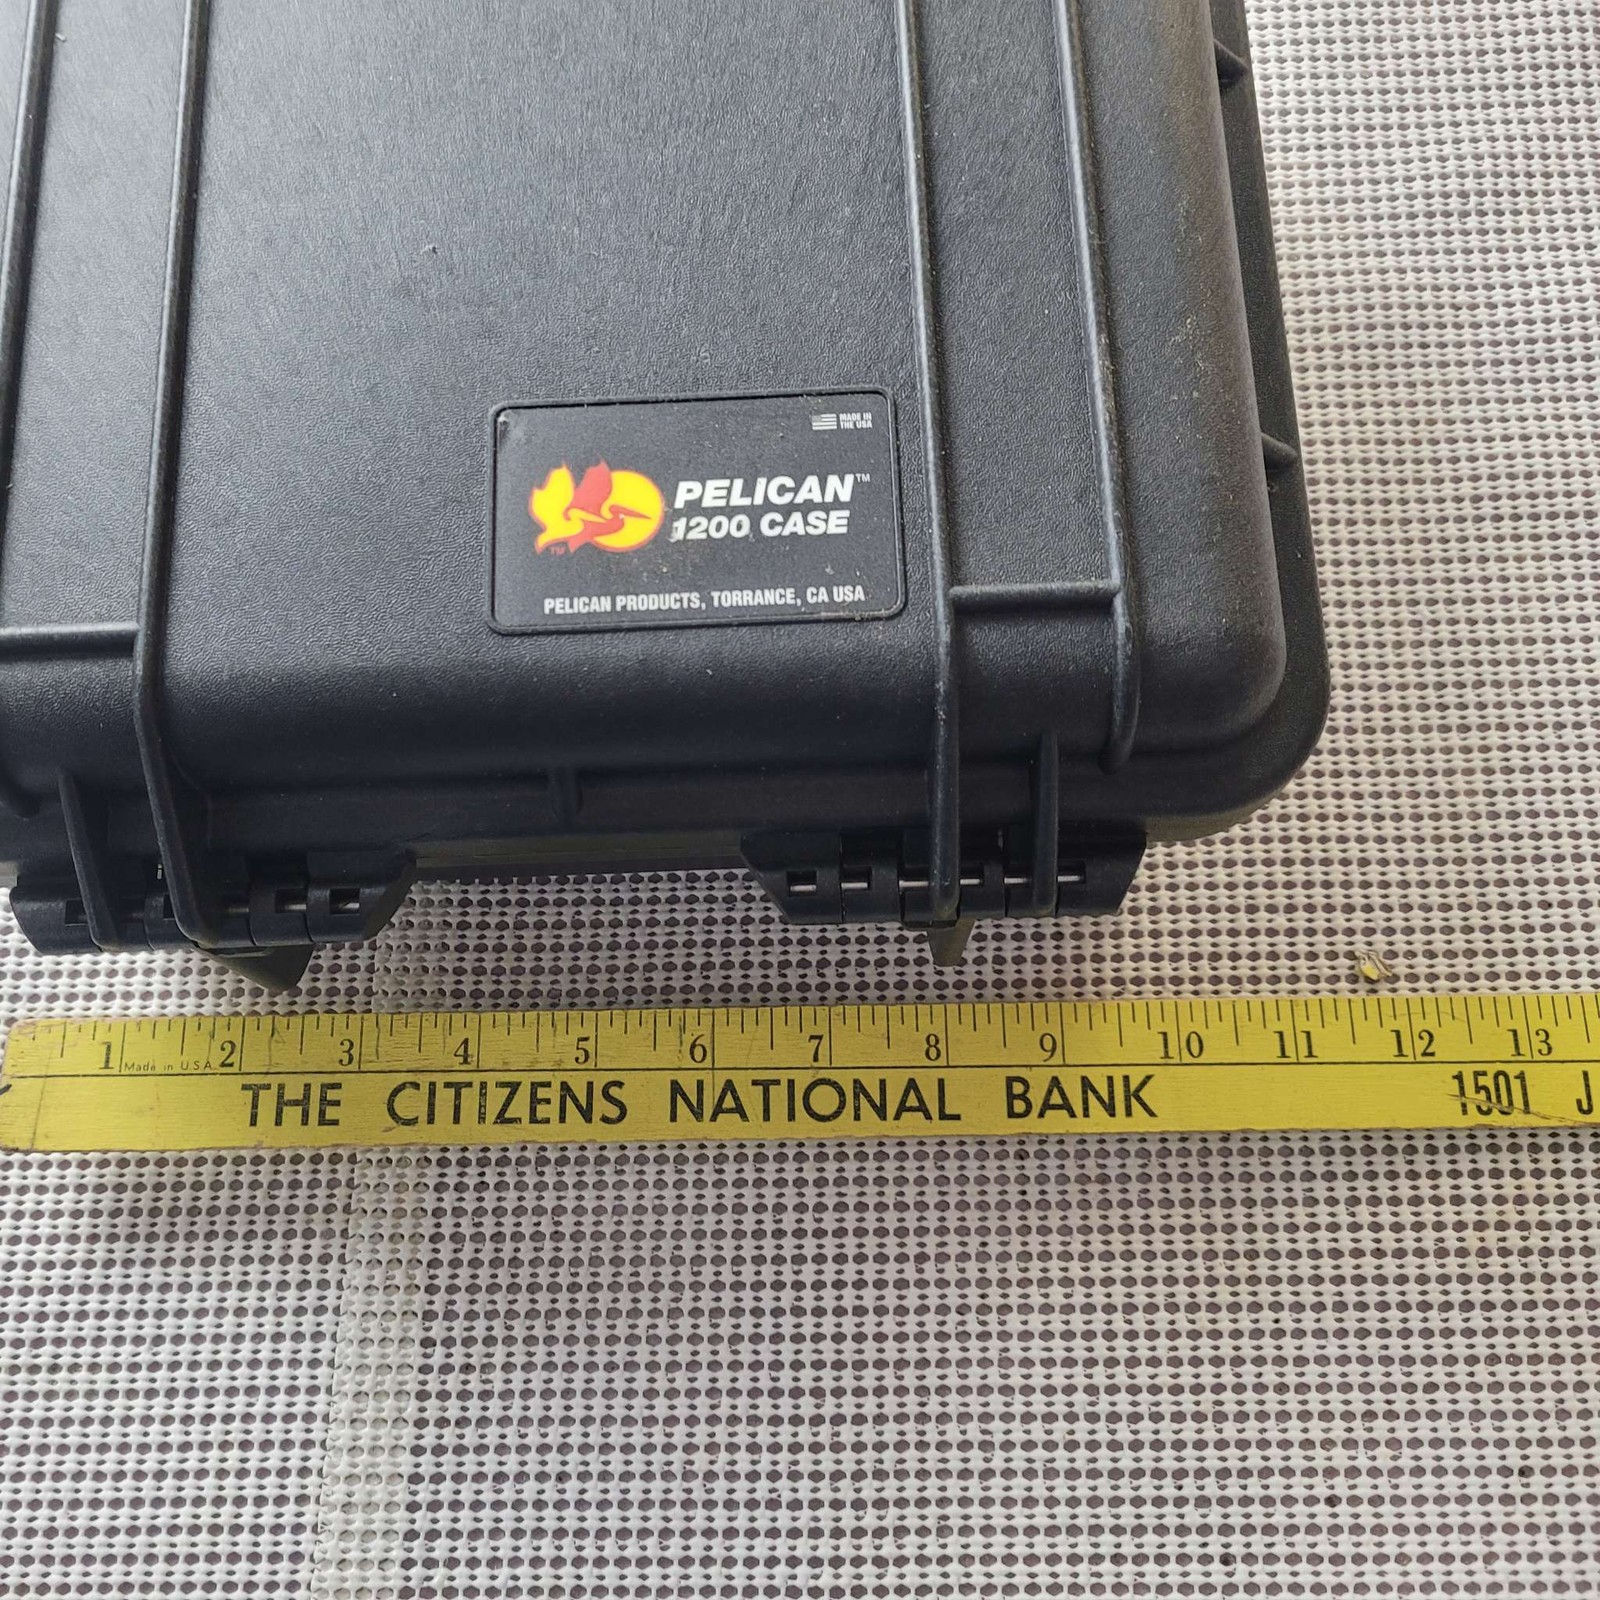 MADE IN
THE USA
PELICAN™
1200 CASE
TM
PELICAN PRODUCTS, TORRANCE, CA USA
1 2 3 4 5 6 7 8 9 10 11 12 13
Made in U.S.A.
THE CITIZENS NATIONAL BANK 1501 J